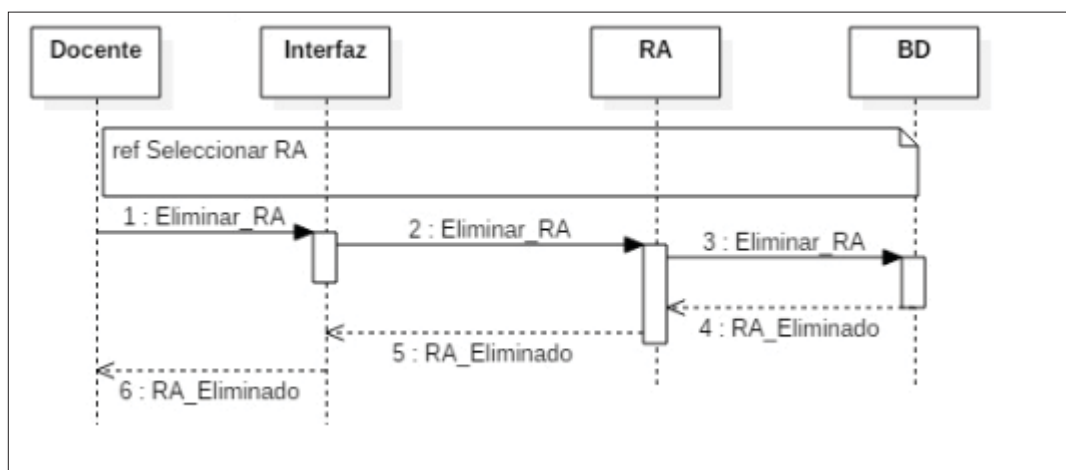 Docente
Interfaz
RA
BD
ref Seleccionar RA
1 : Eliminar_RA
2 : Eliminar_RA
3 : Eliminar_RA
4 : RA_Eliminado
5 : RA_Eliminado
6 : RA_Eliminado